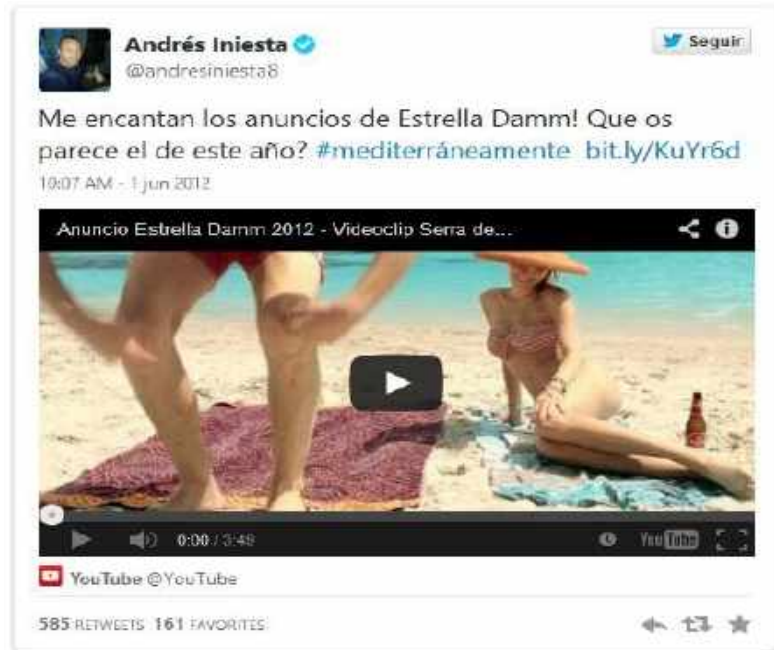 Andrés Iniesta
@andresiniesta8
Seguir
Me encantan los anuncios de Estrella Damm! Que os
parece el de este año? #mediterráneamente bit.ly/KuYr6d
10:07 AM - 1 jun 2012
Anuncio Estrella Damm 2012 - Videoclip Serra de...
0:00 / 3:48
YouTube
YouTube @YouTube
585 RETWEETS 161 FAVORITES